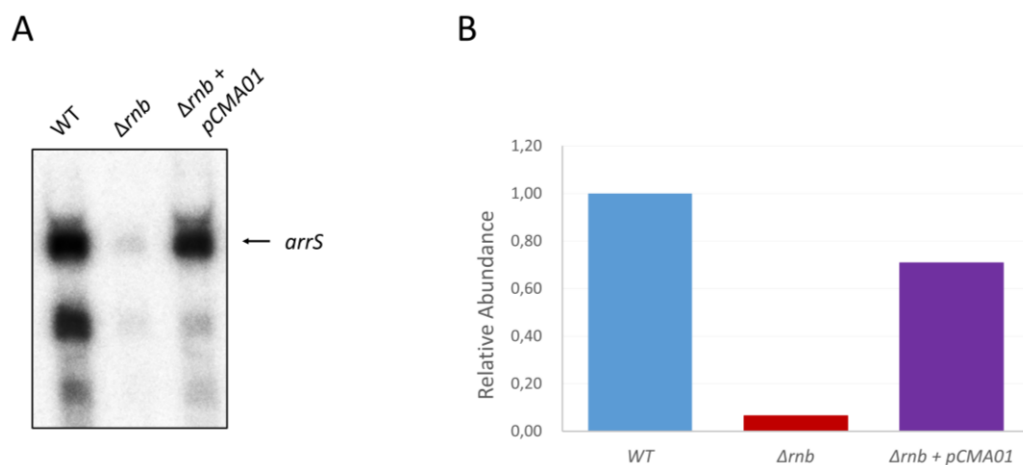 A
WT
Δrnb
Δrnb +
pCMA01
arrS
B
Relative Abundance
1,20
1,00
0,80
0,60
0,40
0,20
0,00
WT
Δrnb
Δrnb + pCMA01